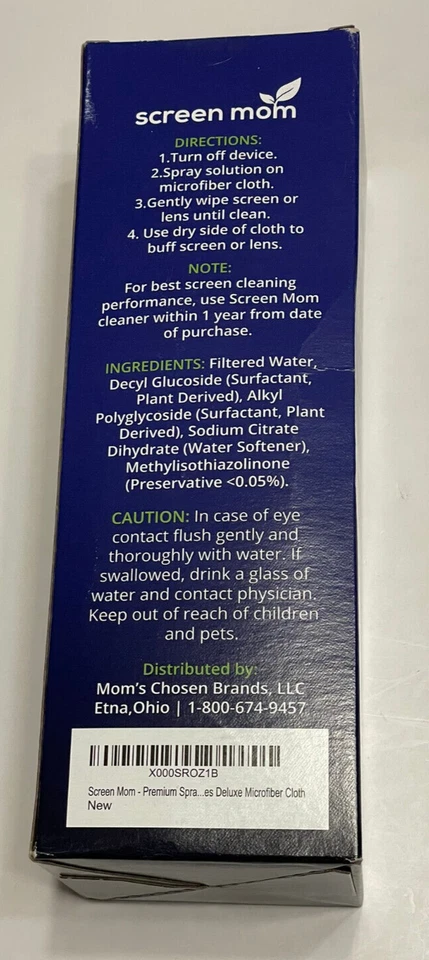 screen mom
DIRECTIONS:
1.Turn off device.
2.Spray solution on
microfiber cloth.
3.Gently wipe screen or
lens until clean.
4. Use dry side of cloth to
buff screen or lens.
NOTE:
For best screen cleaning
performance, use Screen Mom
cleaner within 1 year from date
of purchase.
INGREDIENTS: Filtered Water,
Decyl Glucoside (Surfactant,
Plant Derived), Alkyl
Polyglycoside (Surfactant, Plant
Derived), Sodium Citrate
Dihydrate (Water Softener),
Methylisothiazolinone
(Preservative <0.05%).
CAUTION: In case of eye
contact flush gently and
thoroughly with water. If
swallowed, drink a glass of
water and contact physician.
Keep out of reach of children
and pets.
Distributed by:
Mom's Chosen Brands, LLC
Etna,Ohio | 1-800-674-9457
X000SROZ1B
Screen Mom - Premium Spra...es Deluxe Microfiber Cloth
New